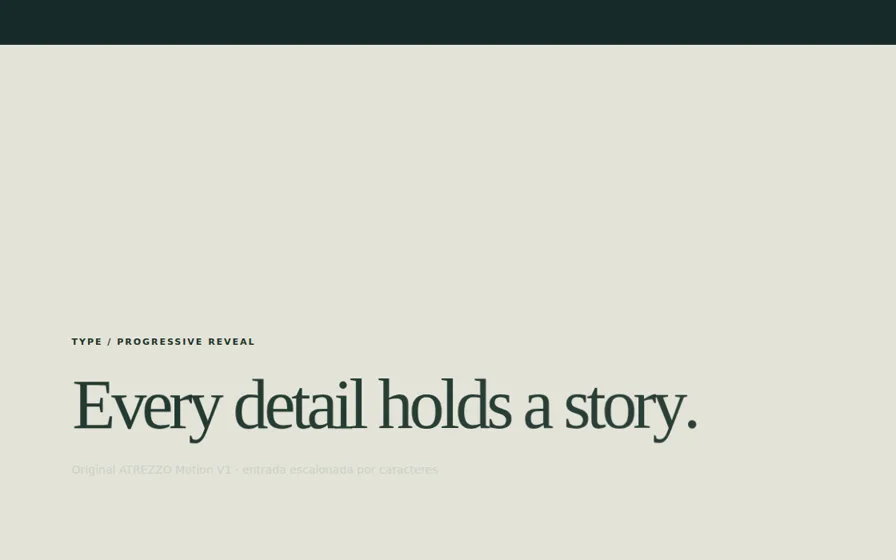 TYPE / PROGRESSIVE REVEAL
Every detail holds a story.
Original ATREZZO Motion V1 · entrada escalonada por caracteres